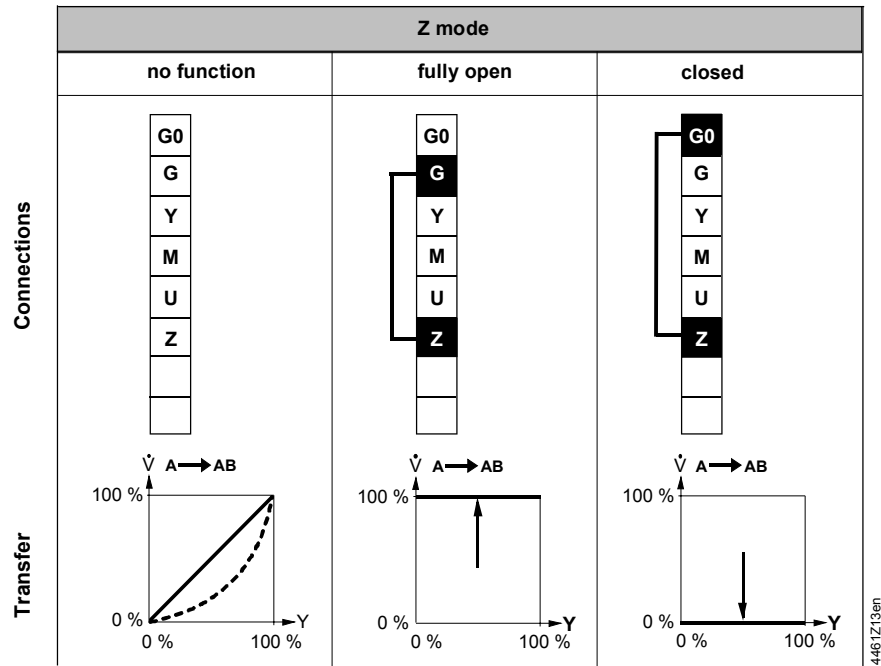 Z mode
no function
fully open
closed
Connections
G0
G
Y
M
U
Z
G0
G
Y
M
U
Z
G0
G
Y
M
U
Z
Transfer
V̇ A → AB
100 %
0 %
Y
0 %
100 %
V̇ A → AB
100 %
0 %
Y
0 %
100 %
V̇ A → AB
100 %
0 %
Y
0 %
100 %
4461Z13en